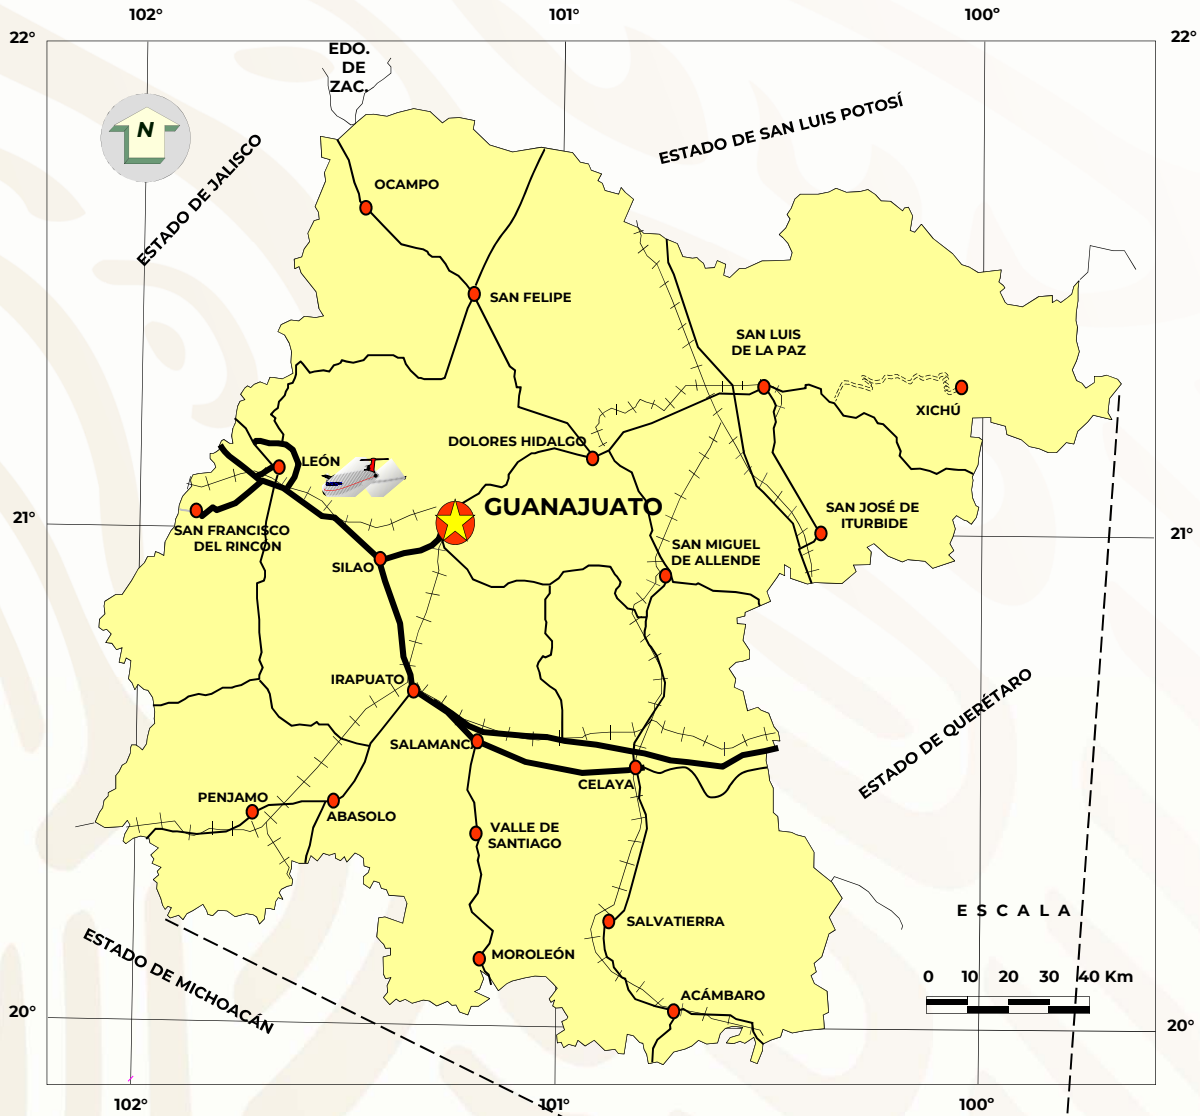 102°
101°
100°
22°
22°
EDO.
DE
ZAC.
N
ESTADO DE JALISCO
ESTADO DE SAN LUIS POTOSÍ
OCAMPO
SAN FELIPE
SAN LUIS
DE LA PAZ
XICHÚ
DOLORES HIDALGO
LEÓN
GUANAJUATO
21°
21°
SAN FRANCISCO
DEL RINCÓN
SAN JOSÉ DE
ITURBIDE
SILAO
SAN MIGUEL
DE ALLENDE
IRAPUATO
ESTADO DE QUERÉTARO
SALAMANC
CELAYA
PENJAMO
ABASOLO
VALLE DE
SANTIAGO
ESCALA
SALVATIERRA
ESTADO DE MICHOACÁN
MOROLEÓN
0 10 20 30 40 Km
ACÁMBARO
20°
20°
102°
101°
100°